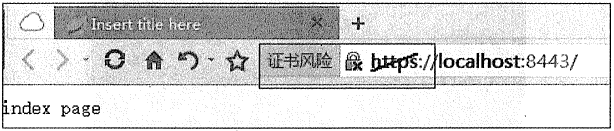 Insert title here
证书风险 https://localhost:8443/
index page